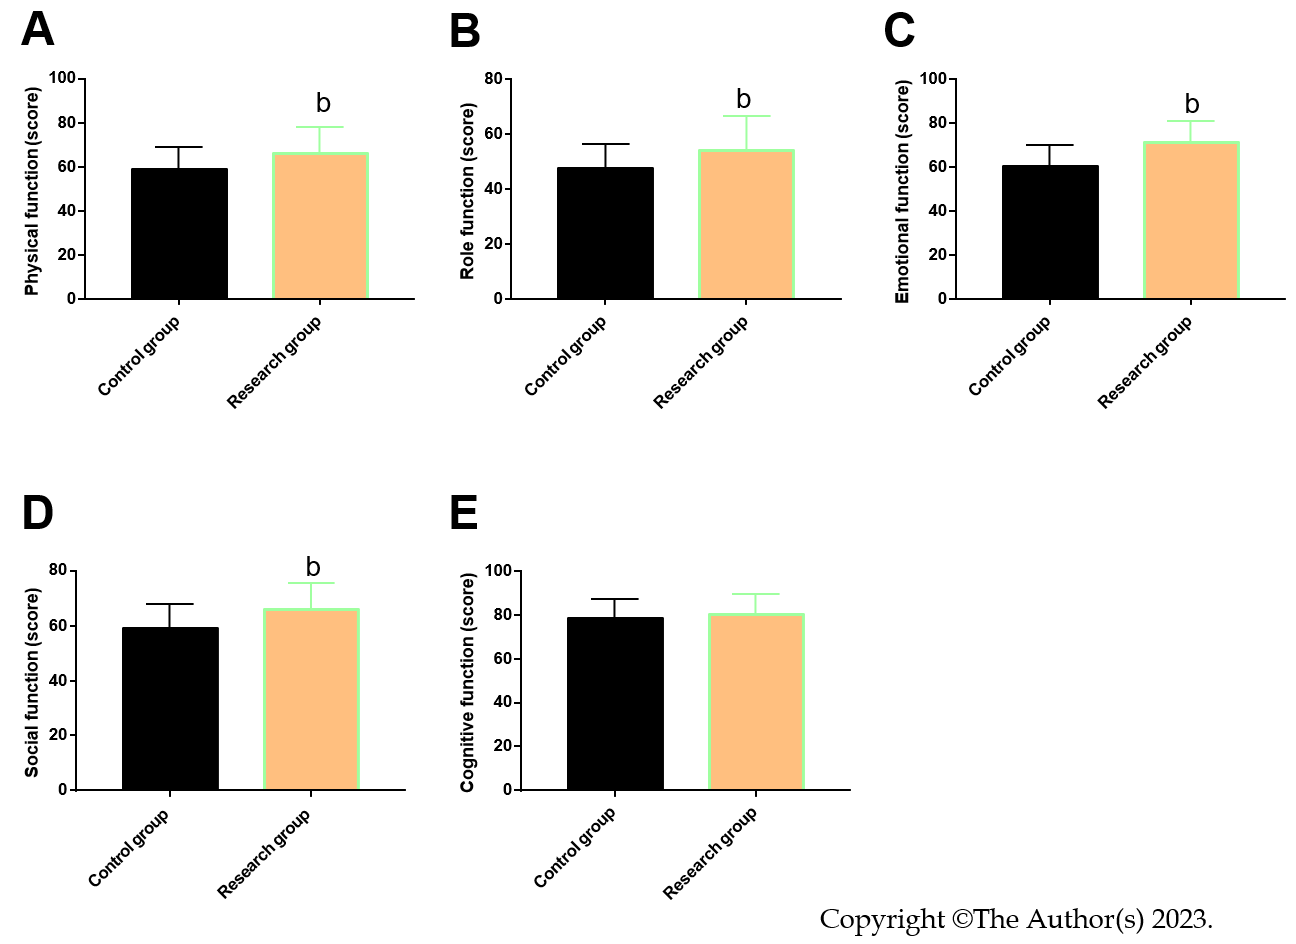 A
Physical function (score)
100
80
60
40
20
0
b
Control group
Research group
B
Role function (score)
80
60
40
20
0
b
Control group
Research group
C
Emotional function (score)
100
80
60
40
20
0
b
Control group
Research group
D
Social function (score)
80
60
40
20
0
b
Control group
Research group
E
Cognitive function (score)
100
80
60
40
20
0
Control group
Research group
Copyright ©The Author(s) 2023.